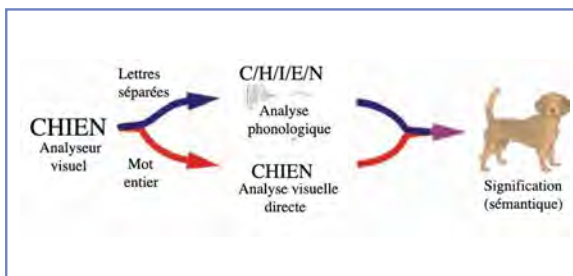 Lettres
séparées
C/H/I/E/N
Analyse
phonologique
CHIEN
Analyseur
visuel
Mot
entier
CHIEN
Analyse visuelle
directe
Signification
(sémantique)